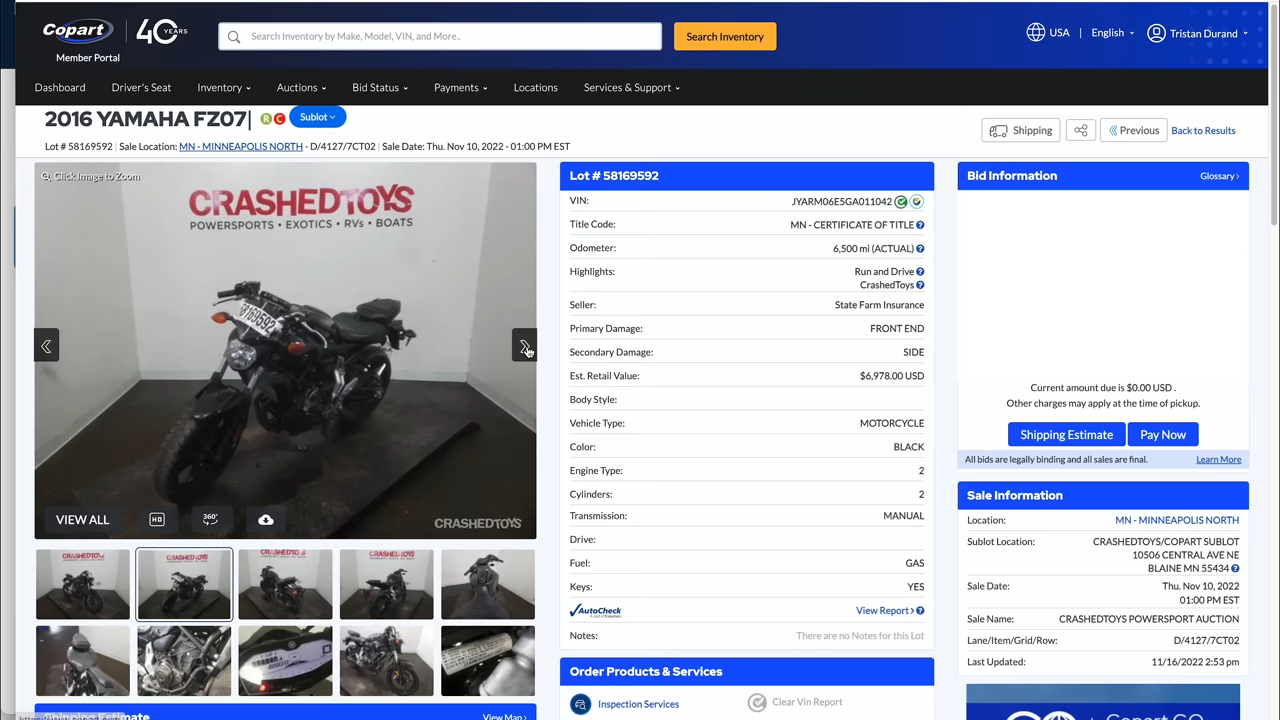 Copart
40 YEARS
Member Portal
Search Inventory by Make, Model, VIN, and More..
Search Inventory
USA | English
Tristan Durand
Dashboard Driver's Seat Inventory Auctions Bid Status Payments Locations Services & Support
2016 YAMAHA FZ07| R C Sublot
Lot # 58169592 | Sale Location: MN - MINNEAPOLIS NORTH - D/4127/7CT02 | Sale Date: Thu. Nov 10, 2022 - 01:00 PM EST
Shipping
Previous
Back to Results
Click Image to Zoom
CRASHEDTOYS
POWERSPORTS • EXOTICS • RVs • BOATS
58169592
VIEW ALL
HD
360°
CRASHEDTOYS
View Map
Lot # 58169592
VIN: JYARM06E5GA011042
Title Code: MN - CERTIFICATE OF TITLE
Odometer: 6,500 mi (ACTUAL)
Highlights: Run and Drive
CrashedToys
Seller: State Farm Insurance
Primary Damage: FRONT END
Secondary Damage: SIDE
Est. Retail Value: $6,978.00 USD
Body Style:
Vehicle Type: MOTORCYCLE
Color: BLACK
Engine Type: 2
Cylinders: 2
Transmission: MANUAL
Drive:
Fuel: GAS
Keys: YES
AutoCheck View Report
Notes: There are no Notes for this Lot
Order Products & Services
Inspection Services
Clear Vin Report
Bid Information
Glossary
Current amount due is $0.00 USD .
Other charges may apply at the time of pickup.
Shipping Estimate
Pay Now
All bids are legally binding and all sales are final.
Learn More
Sale Information
Location: MN - MINNEAPOLIS NORTH
Sublot Location: CRASHEDTOYS/COPART SUBLOT
10506 CENTRAL AVE NE
BLAINE MN 55434
Sale Date: Thu. Nov 10, 2022
01:00 PM EST
Sale Name: CRASHEDTOYS POWERSPORT AUCTION
Lane/Item/Grid/Row: D/4127/7CT02
Last Updated: 11/16/2022 2:53 pm